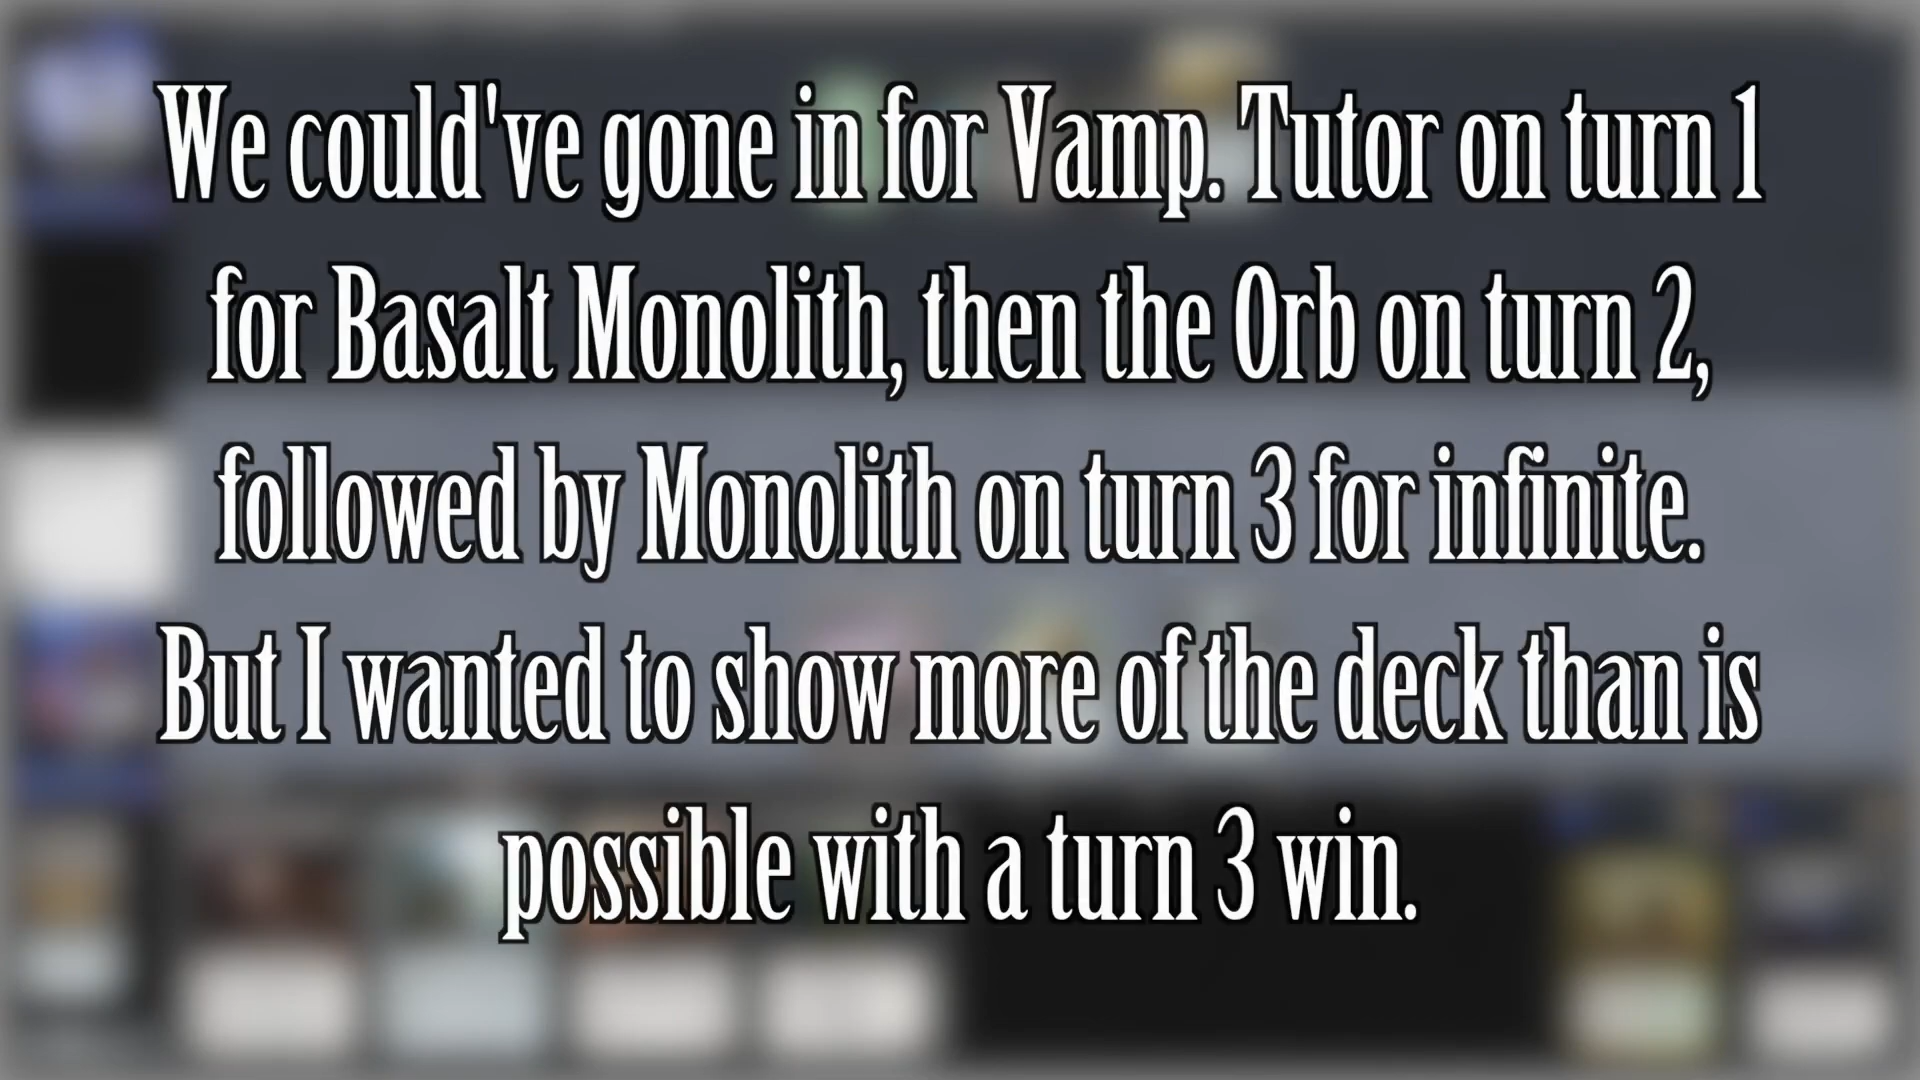 We could've gone in for Vamp. Tutor on turn 1
for Basalt Monolith, then the Orb on turn 2,
followed by Monolith on turn 3 for infinite.
But I wanted to show more of the deck than is
possible with a turn 3 win.